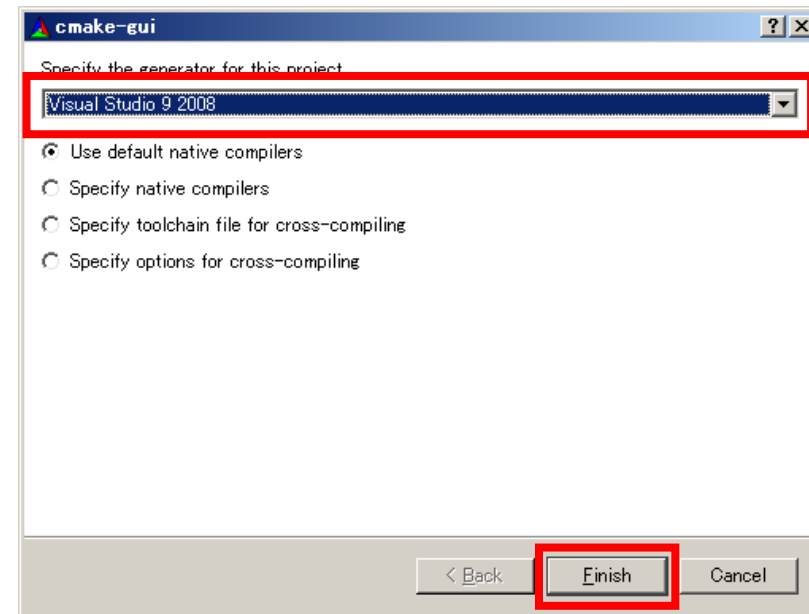 cmake-gui
Specify the generator for this project
Visual Studio 9 2008
Use default native compilers
Specify native compilers
Specify toolchain file for cross-compiling
Specify options for cross-compiling
< Back Finish Cancel